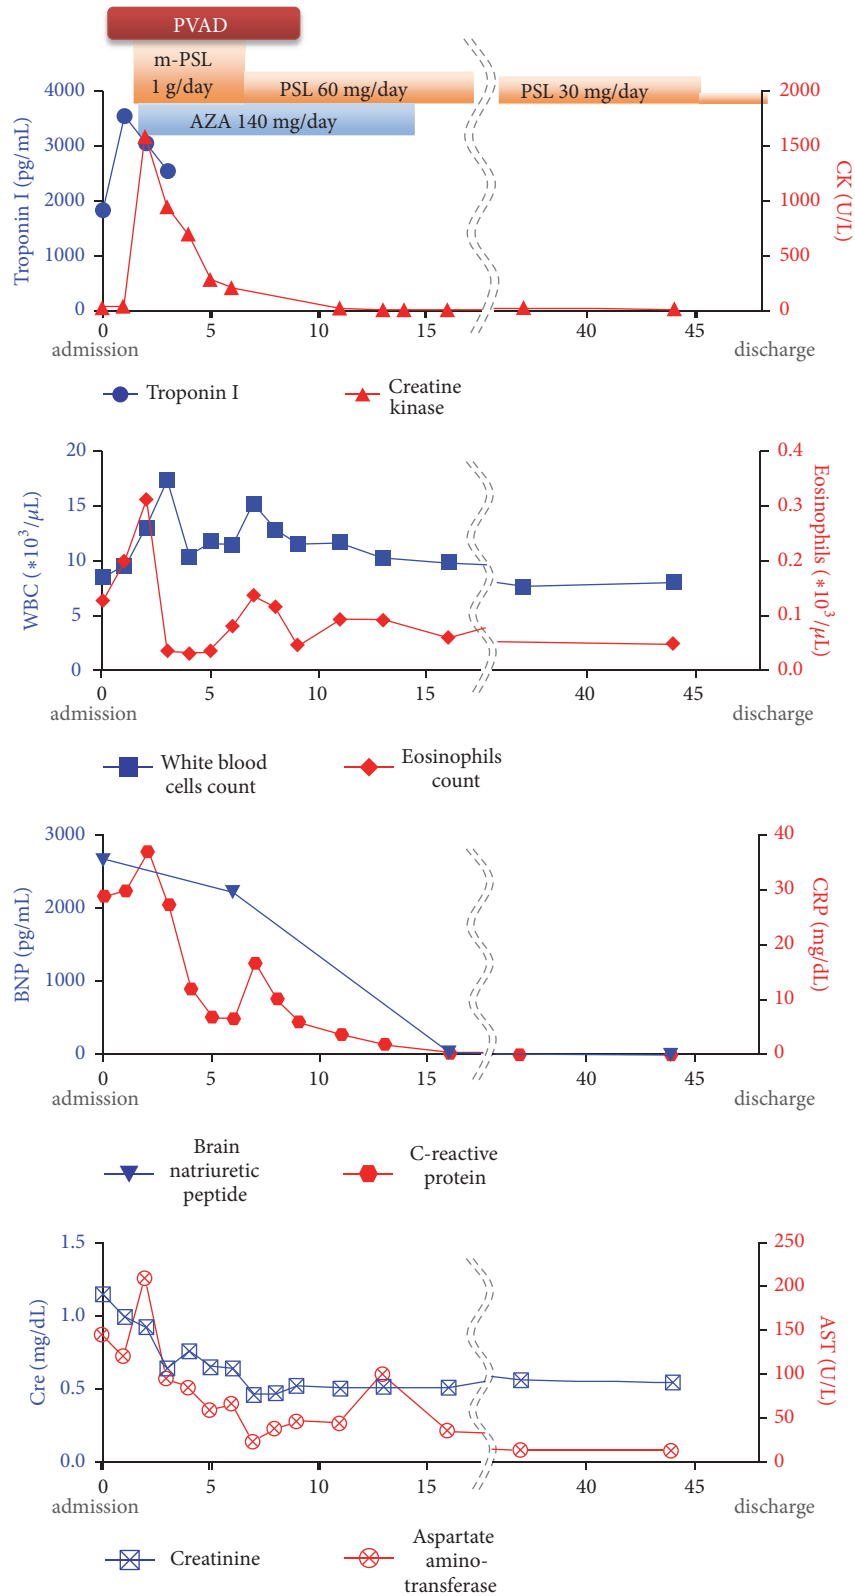 PVAD
m-PSL
1 g/day
PSL 60 mg/day
PSL 30 mg/day
AZA 140 mg/day
Troponin I (pg/mL)
4000
3000
2000
1000
0
CK (U/L)
2000
1500
1000
500
0
0 5 10 15 40 45
admission discharge
Troponin I
Creatine
kinase
WBC (∗10³/μL)
20
15
10
5
0
Eosinophils (∗10³/μL)
0.4
0.3
0.2
0.1
0.0
0 5 10 15 40 45
admission discharge
White blood
cells count
Eosinophils
count
BNP (pg/mL)
3000
2000
1000
0
CRP (mg/dL)
40
30
20
10
0
0 5 10 15 40 45
admission discharge
Brain
natriuretic
peptide
C-reactive
protein
Cre (mg/dL)
1.5
1.0
0.5
0.0
AST (U/L)
250
200
150
100
50
0
0 5 10 15 40 45
admission discharge
Creatinine
Aspartate
amino-
transferase